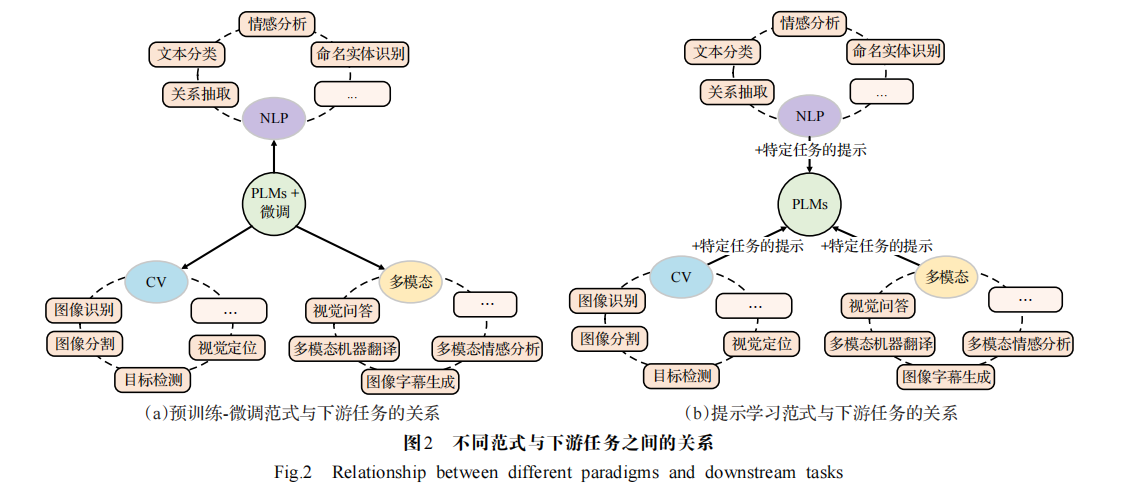 情感分析
文本分类
命名实体识别
关系抽取
...
NLP
PLMs +
微调
CV
多模态
图像识别
...
视觉问答
...
图像分割
视觉定位
多模态机器翻译
多模态情感分析
目标检测
图像字幕生成
(a)预训练-微调范式与下游任务的关系
情感分析
文本分类
命名实体识别
关系抽取
...
NLP
+特定任务的提示
PLMs
+特定任务的提示
+特定任务的提示
CV
多模态
图像识别
...
视觉问答
...
图像分割
视觉定位
多模态机器翻译
多模态情感分析
目标检测
图像字幕生成
(b)提示学习范式与下游任务的关系
图2 不同范式与下游任务之间的关系
Fig.2 Relationship between different paradigms and downstream tasks